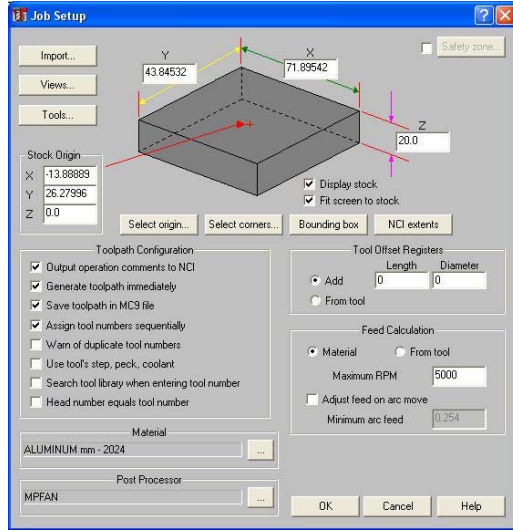 Job Setup
Import...
Views...
Tools...
Y
43.84532
X
71.89542
Safety zone...
Z
20.0
Stock Origin
X -13.88889
Y 26.27996
Z 0.0
Display stock
Fit screen to stock
Select origin... Select corners... Bounding box NCI extents
Toolpath Configuration
Output operation comments to NCI
Generate toolpath immediately
Save toolpath in MC9 file
Assign tool numbers sequentially
Warn of duplicate tool numbers
Use tool's step, peck, coolant
Search tool library when entering tool number
Head number equals tool number
Tool Offset Registers
Length Diameter
Add 0 0
From tool
Feed Calculation
Material From tool
Maximum RPM 5000
Adjust feed on arc move
Minimum arc feed 0.254
Material
ALUMINUM mm - 2024 ...
Post Processor
MPFAN ...
OK Cancel Help